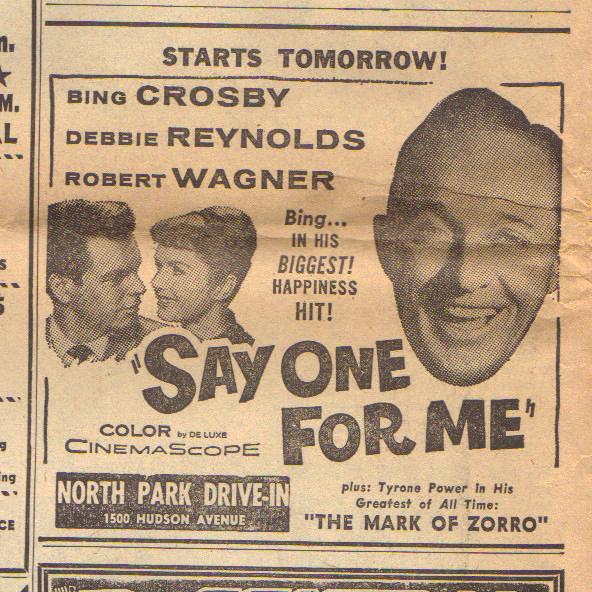 STARTS TOMORROW!
BING CROSBY
DEBBIE REYNOLDS
ROBERT WAGNER
Bing...
IN HIS
BIGGEST!
HAPPINESS
HIT!
"SAY ONE
FOR ME"
COLOR by DE LUXE
CINEMASCOPE
NORTH PARK DRIVE-IN
1500 HUDSON AVENUE
plus: Tyrone Power In His
Greatest of All Time:
"THE MARK OF ZORRO"